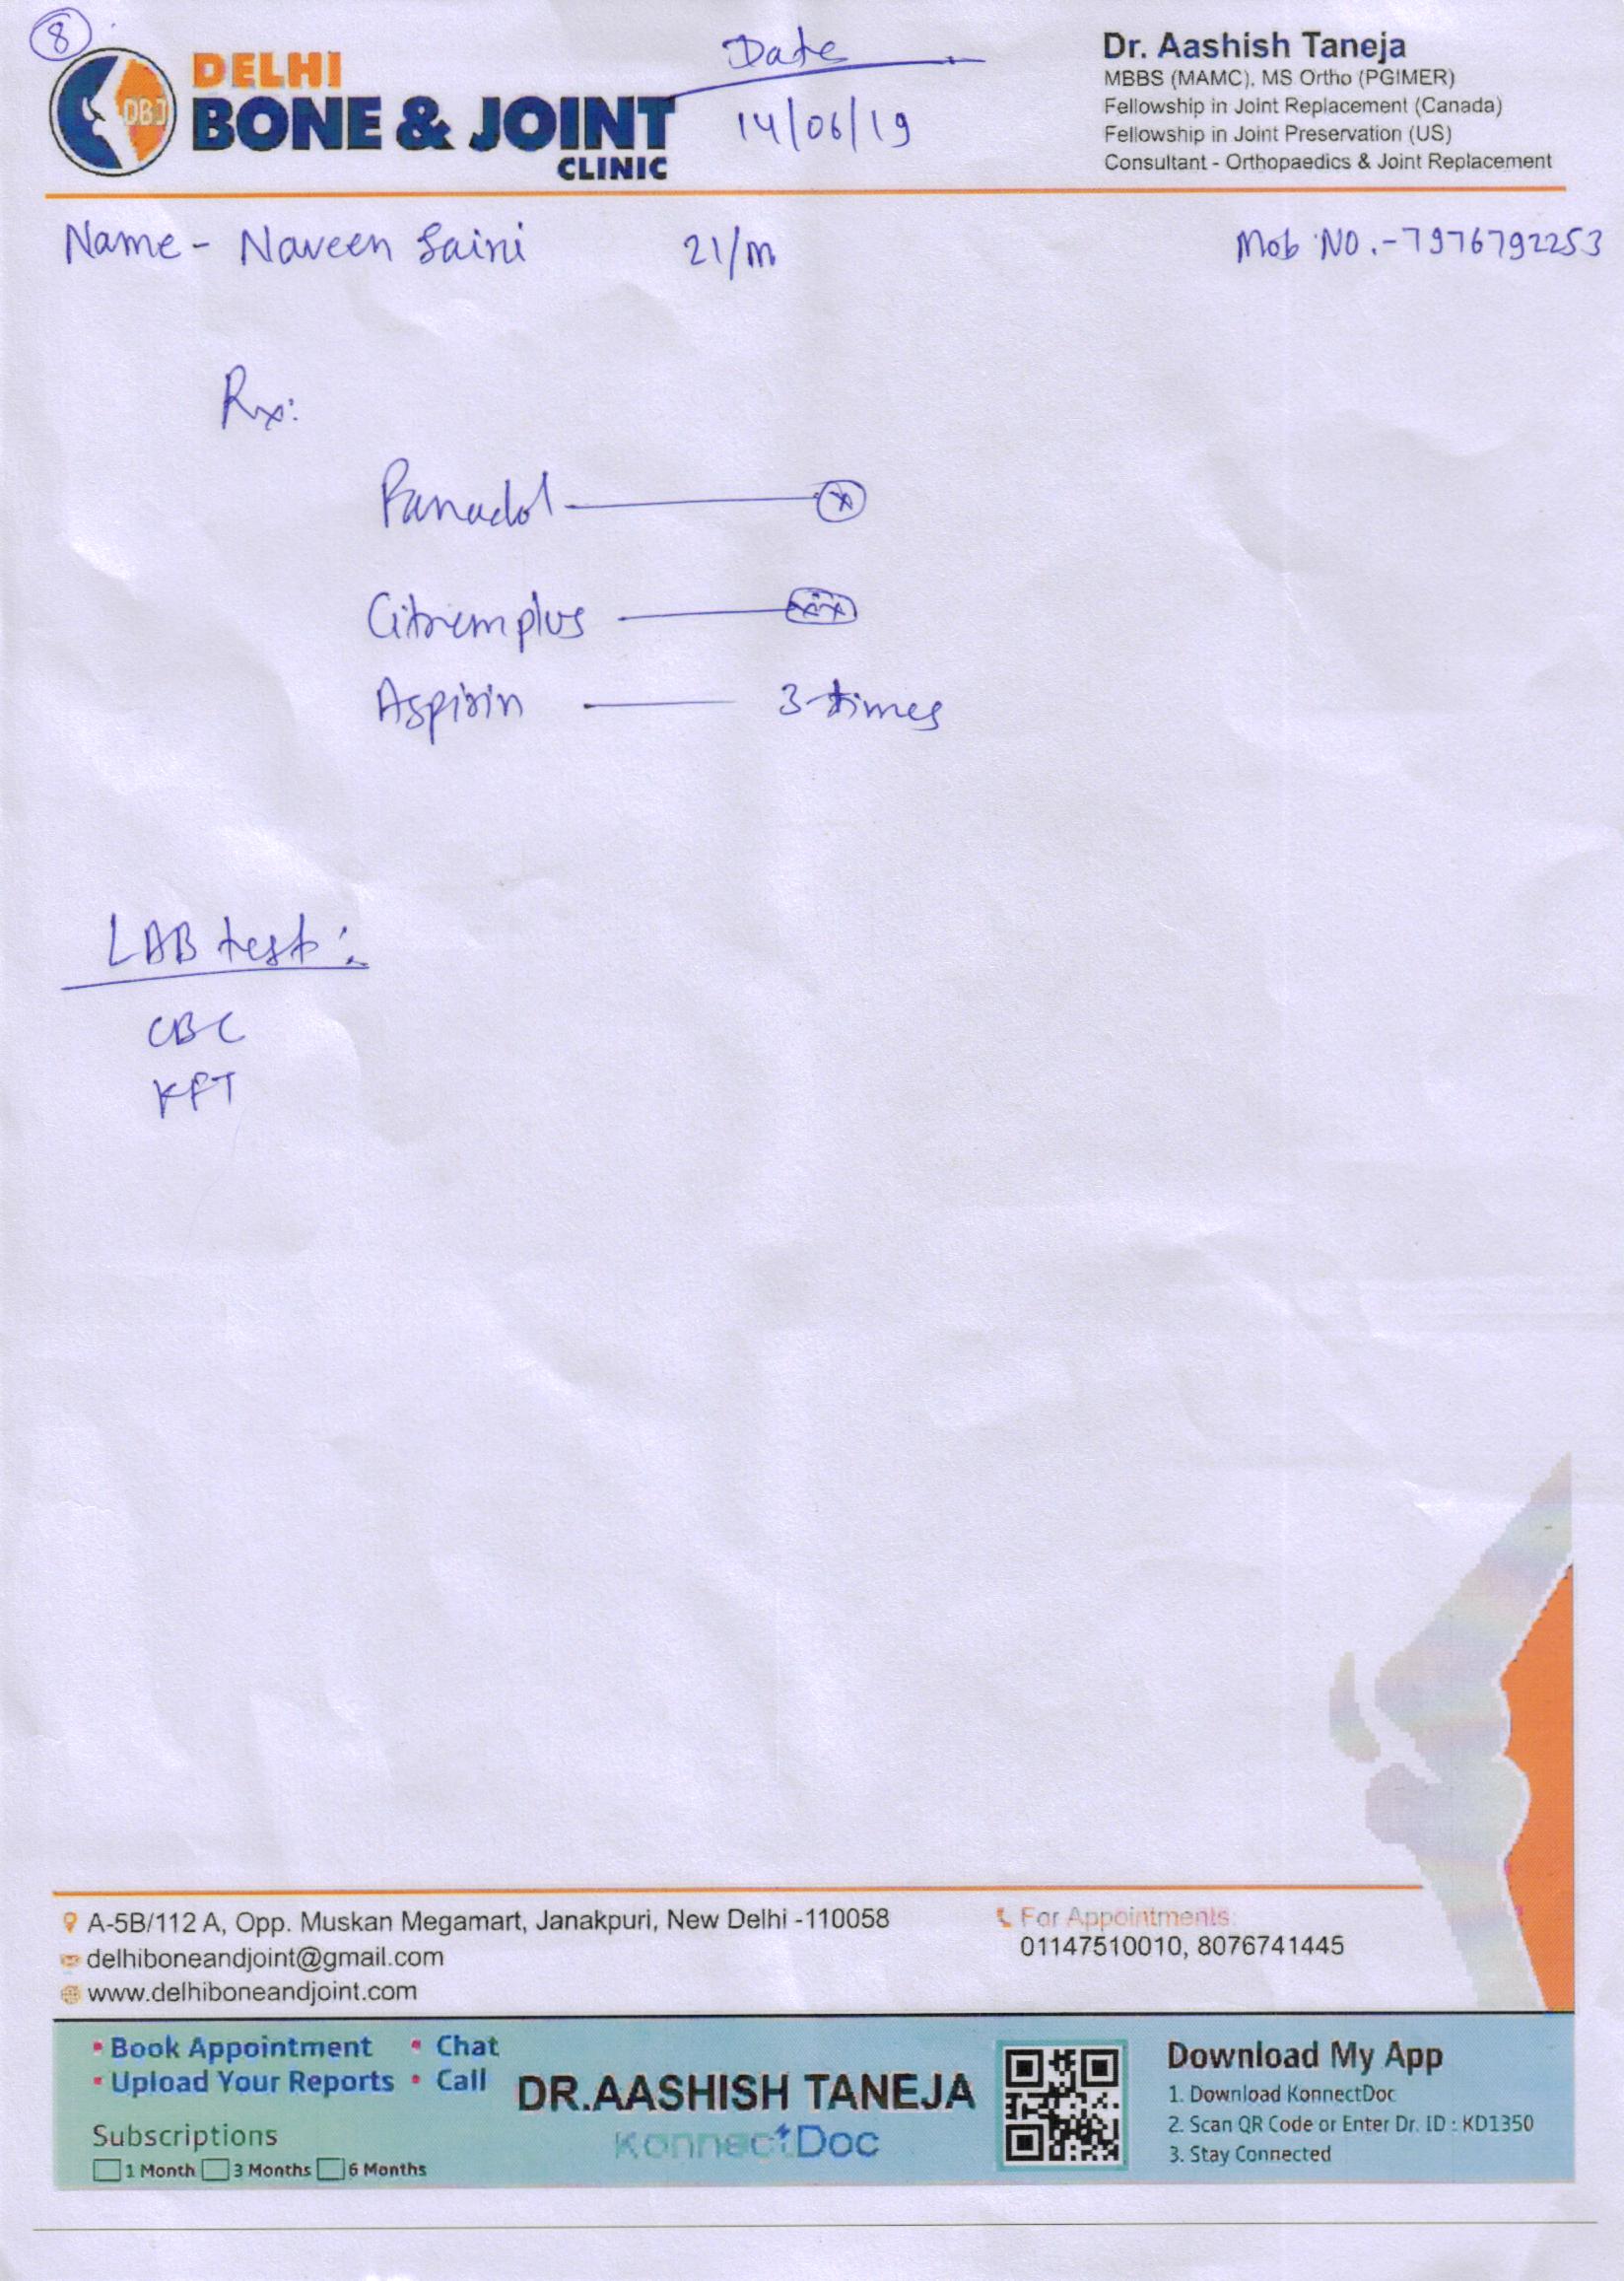 8
DELHI
BONE & JOINT
CLINIC
DBJ
Date
14/06/19
Dr. Aashish Taneja
MBBS (MAMC), MS Ortho (PGIMER)
Fellowship in Joint Replacement (Canada)
Fellowship in Joint Preservation (US)
Consultant - Orthopaedics & Joint Replacement
Name - Naveen Saini 21/m Mob NO. - 7976792253
Rx:
Panadol x
Citrem plus
Aspirin 3 times
LAB test:
CBC
KFT
A-5B/112 A, Opp. Muskan Megamart, Janakpuri, New Delhi -110058
delhiboneandjoint@gmail.com
www.delhiboneandjoint.com
For Appointments:
01147510010, 8076741445
• Book Appointment • Chat
• Upload Your Reports • Call
Subscriptions
1 Month 3 Months 6 Months
DR.AASHISH TANEJA
KonnectDoc
Download My App
1. Download KonnectDoc
2. Scan QR Code or Enter Dr. ID : KD1350
3. Stay Connected